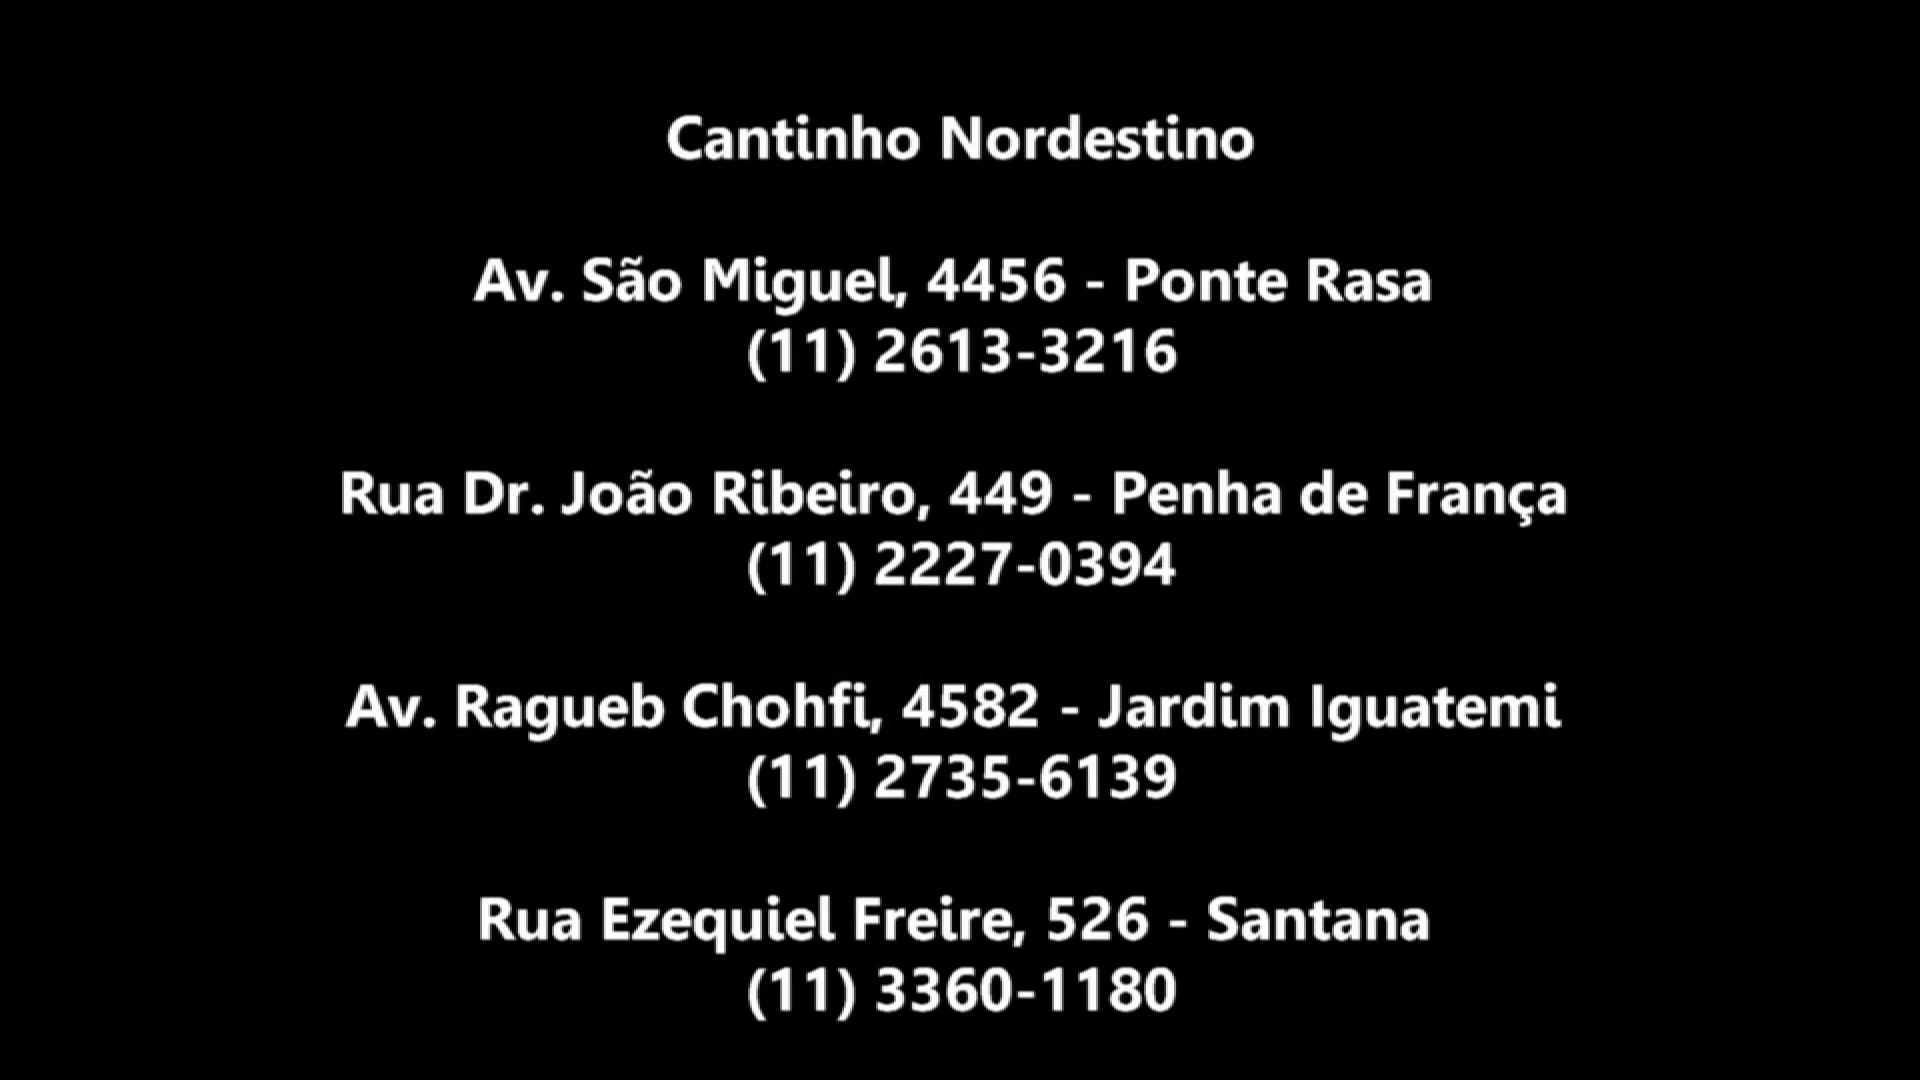 Cantinho Nordestino
Av. São Miguel, 4456 - Ponte Rasa
(11) 2613-3216
Rua Dr. João Ribeiro, 449 - Penha de França
(11) 2227-0394
Av. Ragueb Chohfi, 4582 - Jardim Iguatemi
(11) 2735-6139
Rua Ezequiel Freire, 526 - Santana
(11) 3360-1180